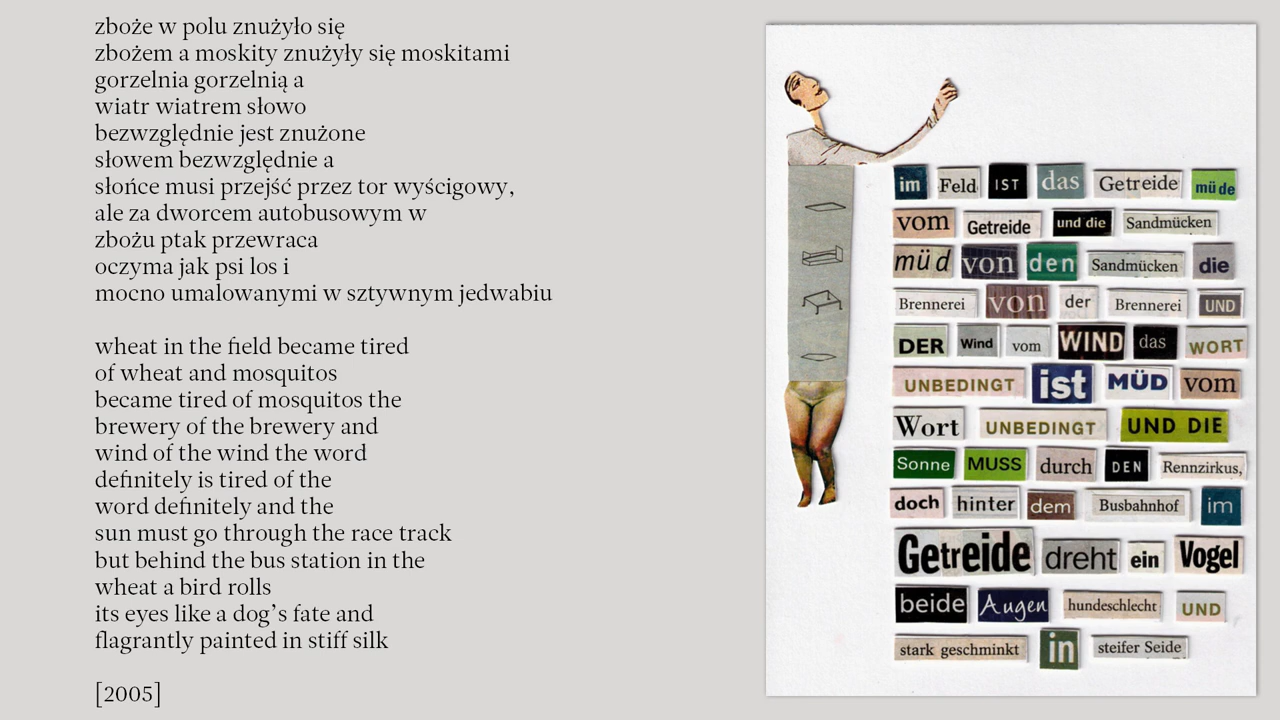 zboże w polu znużyło się
zbożem a moskity znużyły się moskitami
gorzelnia gorzelnią a
wiatr wiatrem słowo
bezwzględnie jest znużone
słowem bezwzględnie a
słońce musi przejść przez tor wyścigowy,
ale za dworcem autobusowym w
zbożu ptak przewraca
oczyma jak psi los i
mocno umalowanymi w sztywnym jedwabiu
wheat in the field became tired
of wheat and mosquitos
became tired of mosquitos the
brewery of the brewery and
wind of the wind the word
definitely is tired of the
word definitely and the
sun must go through the race track
but behind the bus station in the
wheat a bird rolls
its eyes like a dog’s fate and
flagrantly painted in stiff silk
[2005]
im Feld IST das Getreide müde
vom Getreide und die Sandmücken
müd von den Sandmücken die
Brennerei von der Brennerei UND
DER Wind vom WIND das WORT
UNBEDINGT ist MÜD vom
Wort UNBEDINGT UND DIE
Sonne MUSS durch DEN Rennzirkus,
doch hinter dem Busbahnhof im
Getreide dreht ein Vogel
beide Augen hundeschlecht UND
stark geschminkt in steifer Seide